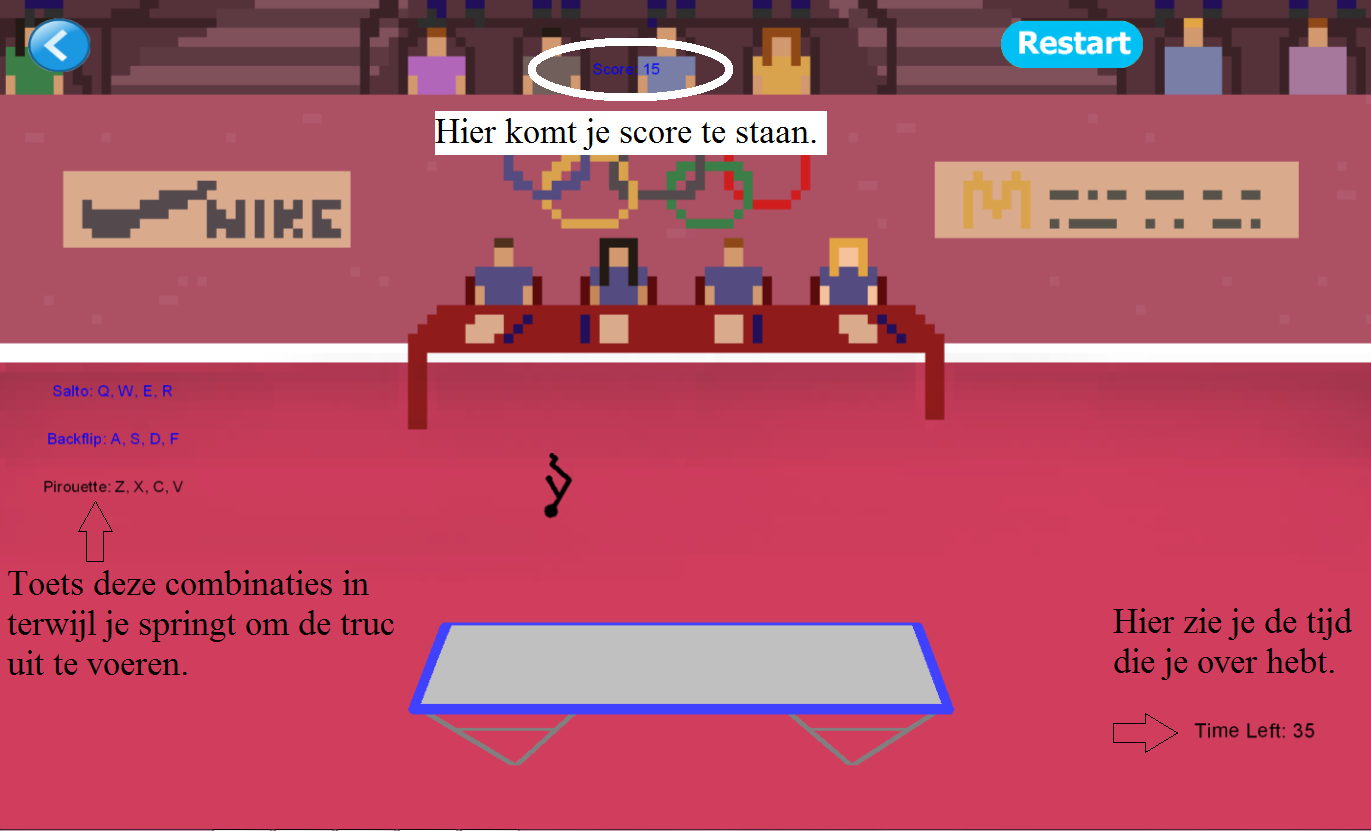 Restart
Score :15
Hier komt je score te staan.
NIKE
M
Salto: Q, W, E, R
Backflip: A, S, D, F
Pirouette: Z, X, C, V
Toets deze combinaties in
terwijl je springt om de truc
uit te voeren.
Hier zie je de tijd
die je over hebt.
Time Left: 35